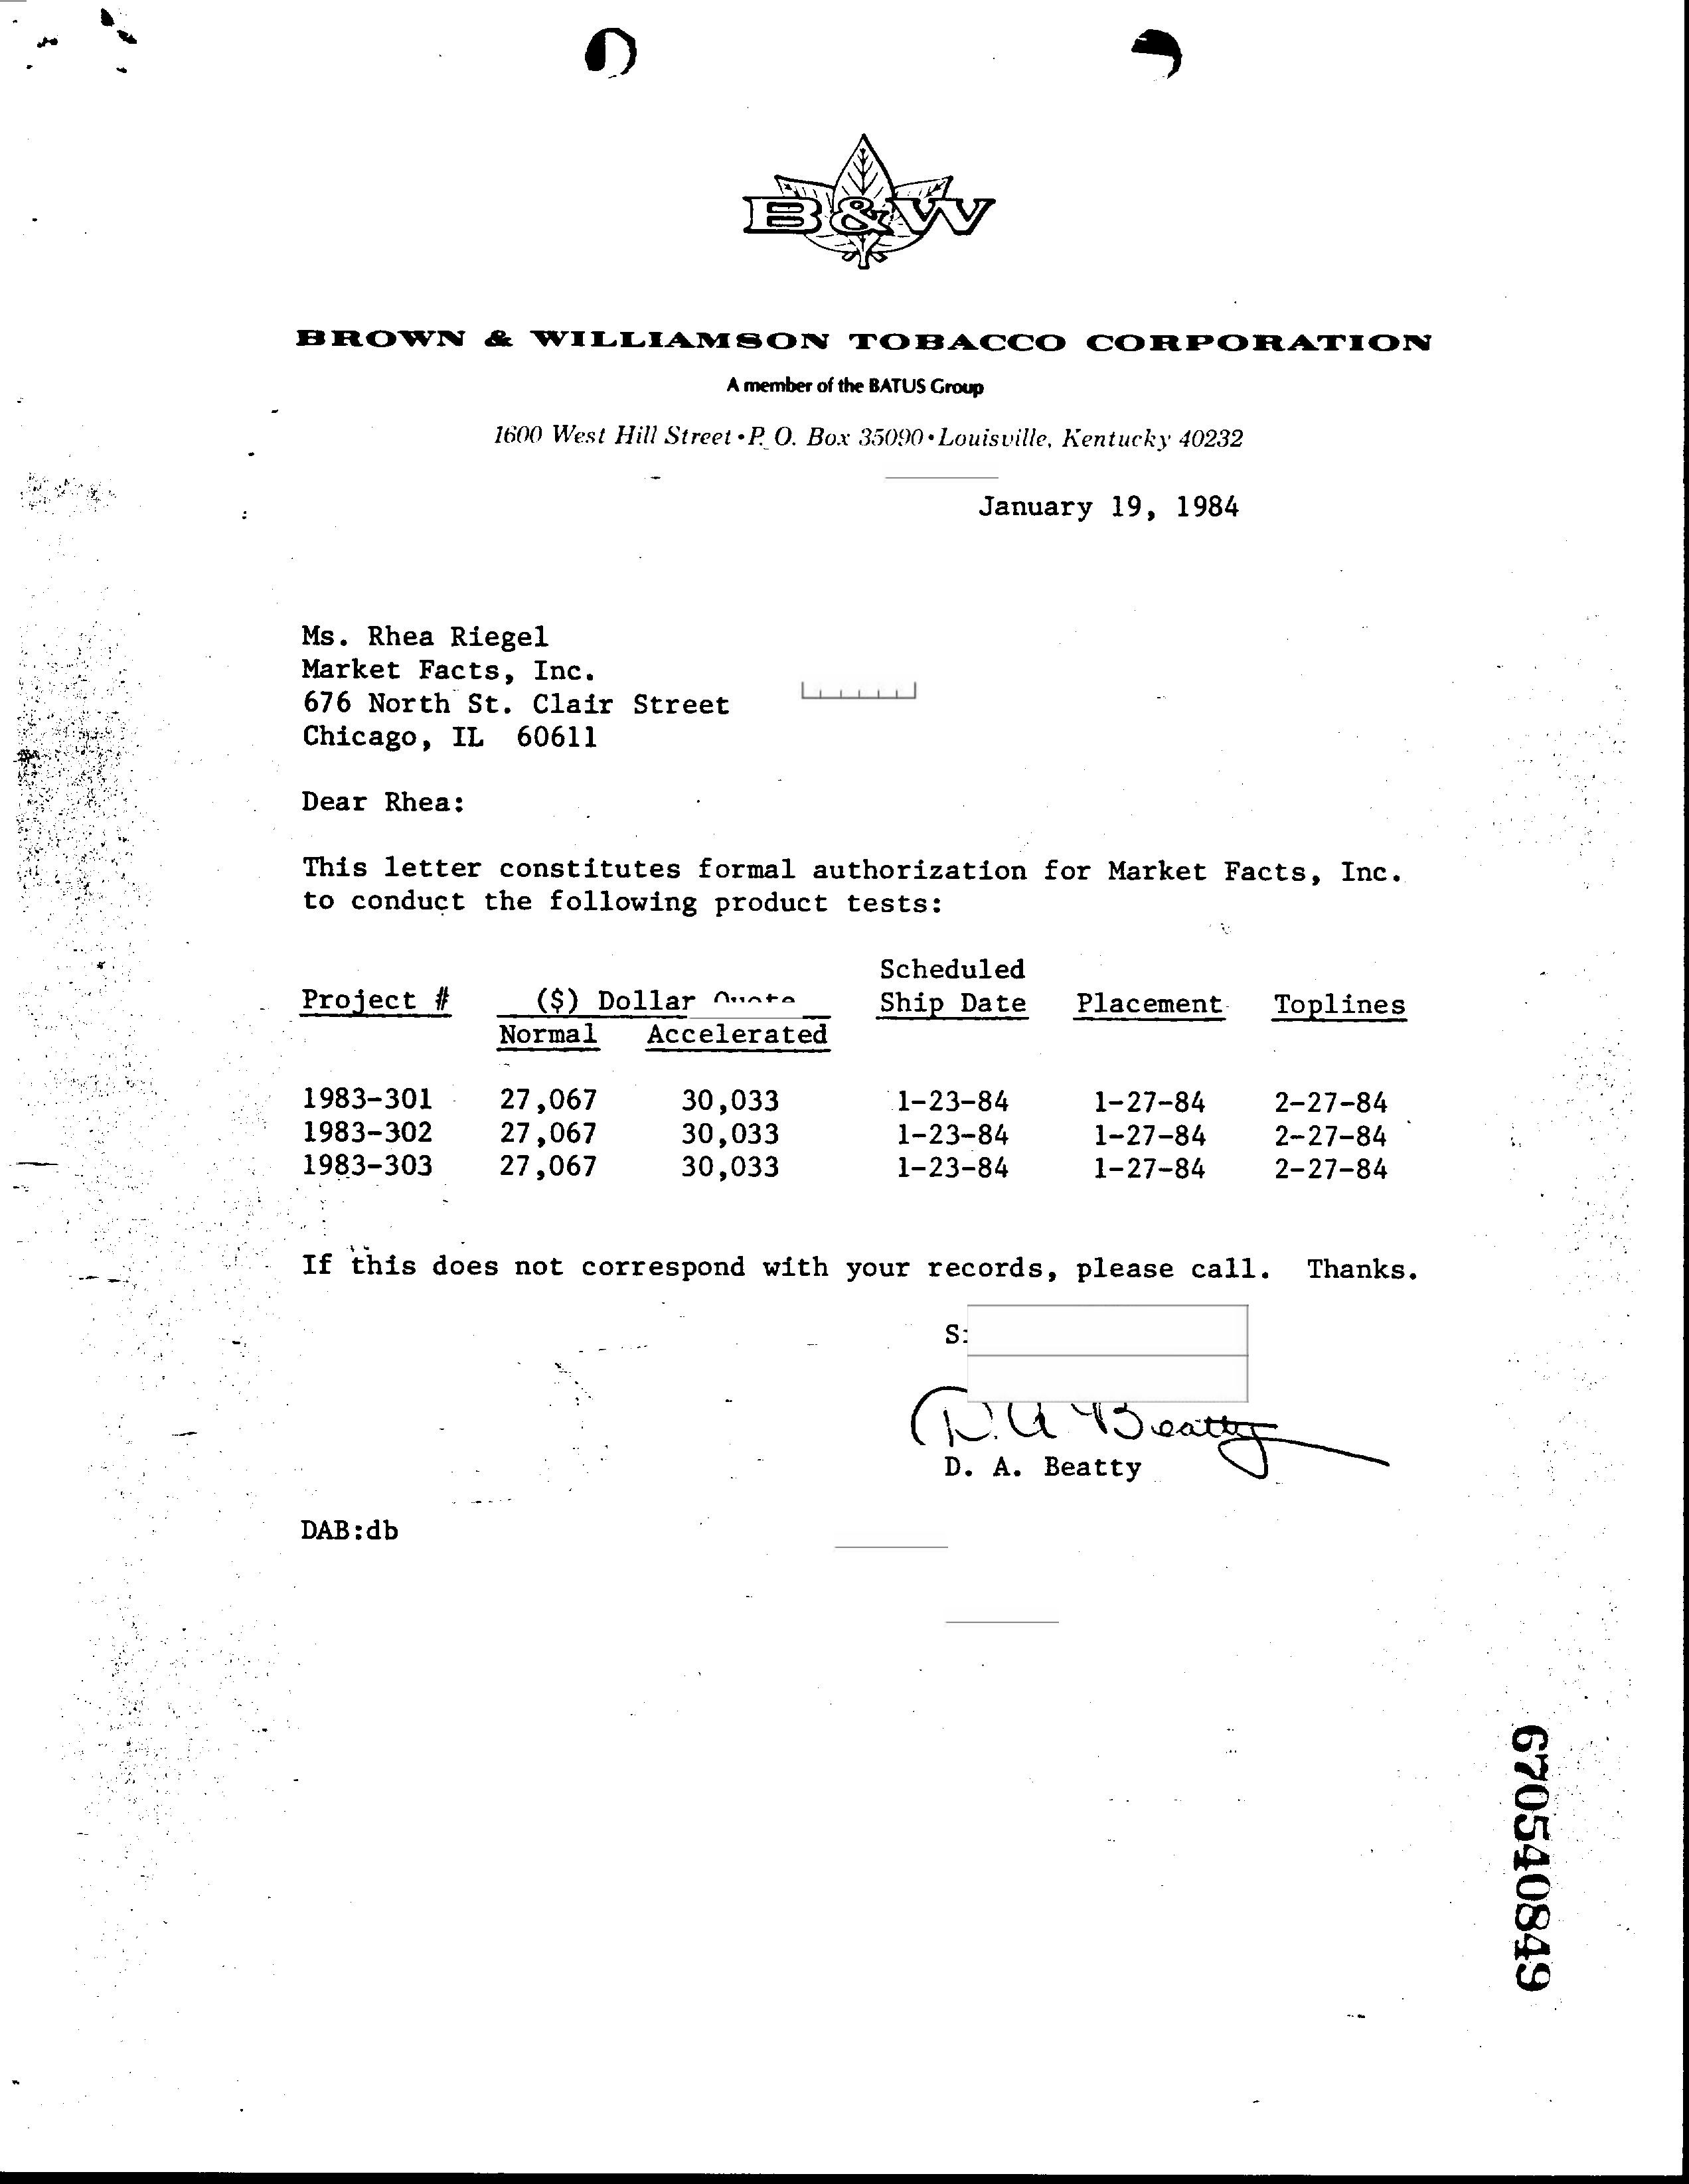 B&W
BROWN & WILLIAMSON TOBACCO CORPORATION
A member of the BATUS Group
1600 West Hill Street • P. O. Box 35090 • Louisville, Kentucky 40232
January 19, 1984
Ms. Rhea Riegel
Market Facts, Inc.
676 North St. Clair Street
Chicago, IL 60611
Dear Rhea:
This letter constitutes formal authorization for Market Facts, Inc.
to conduct the following product tests:
Scheduled
Project # ($) Dollar Ship Date Placement Toplines
Normal Accelerated
1983-301 27,067 30,033 1-23-84 1-27-84 2-27-84
1983-302 27,067 30,033 1-23-84 1-27-84 2-27-84
1983-303 27,067 30,033 1-23-84 1-27-84 2-27-84
If this does not correspond with your records, please call. Thanks.
D. A. Beatty
D. A. Beatty
DAB:db
670540849